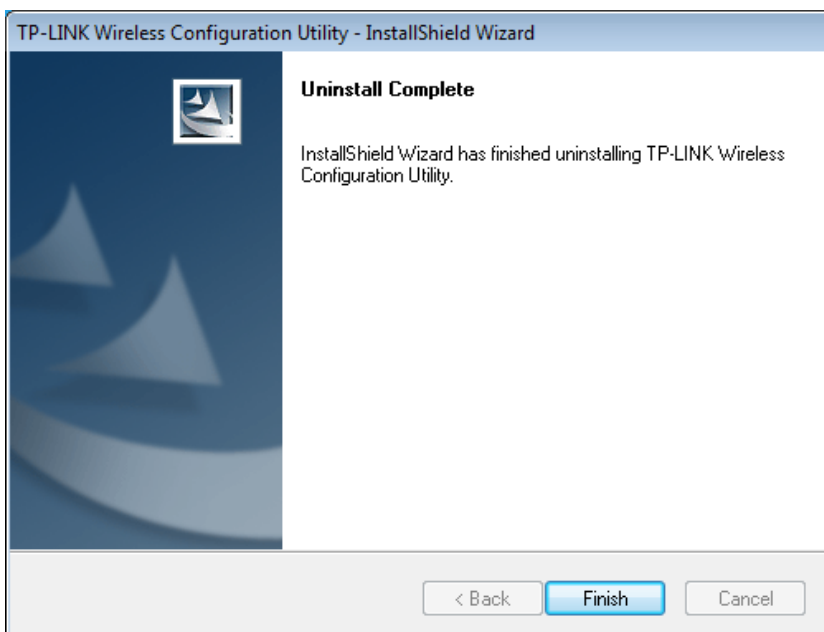 TP-LINK Wireless Configuration Utility - InstallShield Wizard
Uninstall Complete
InstallShield Wizard has finished uninstalling TP-LINK Wireless
Configuration Utility.
< Back
Finish
Cancel